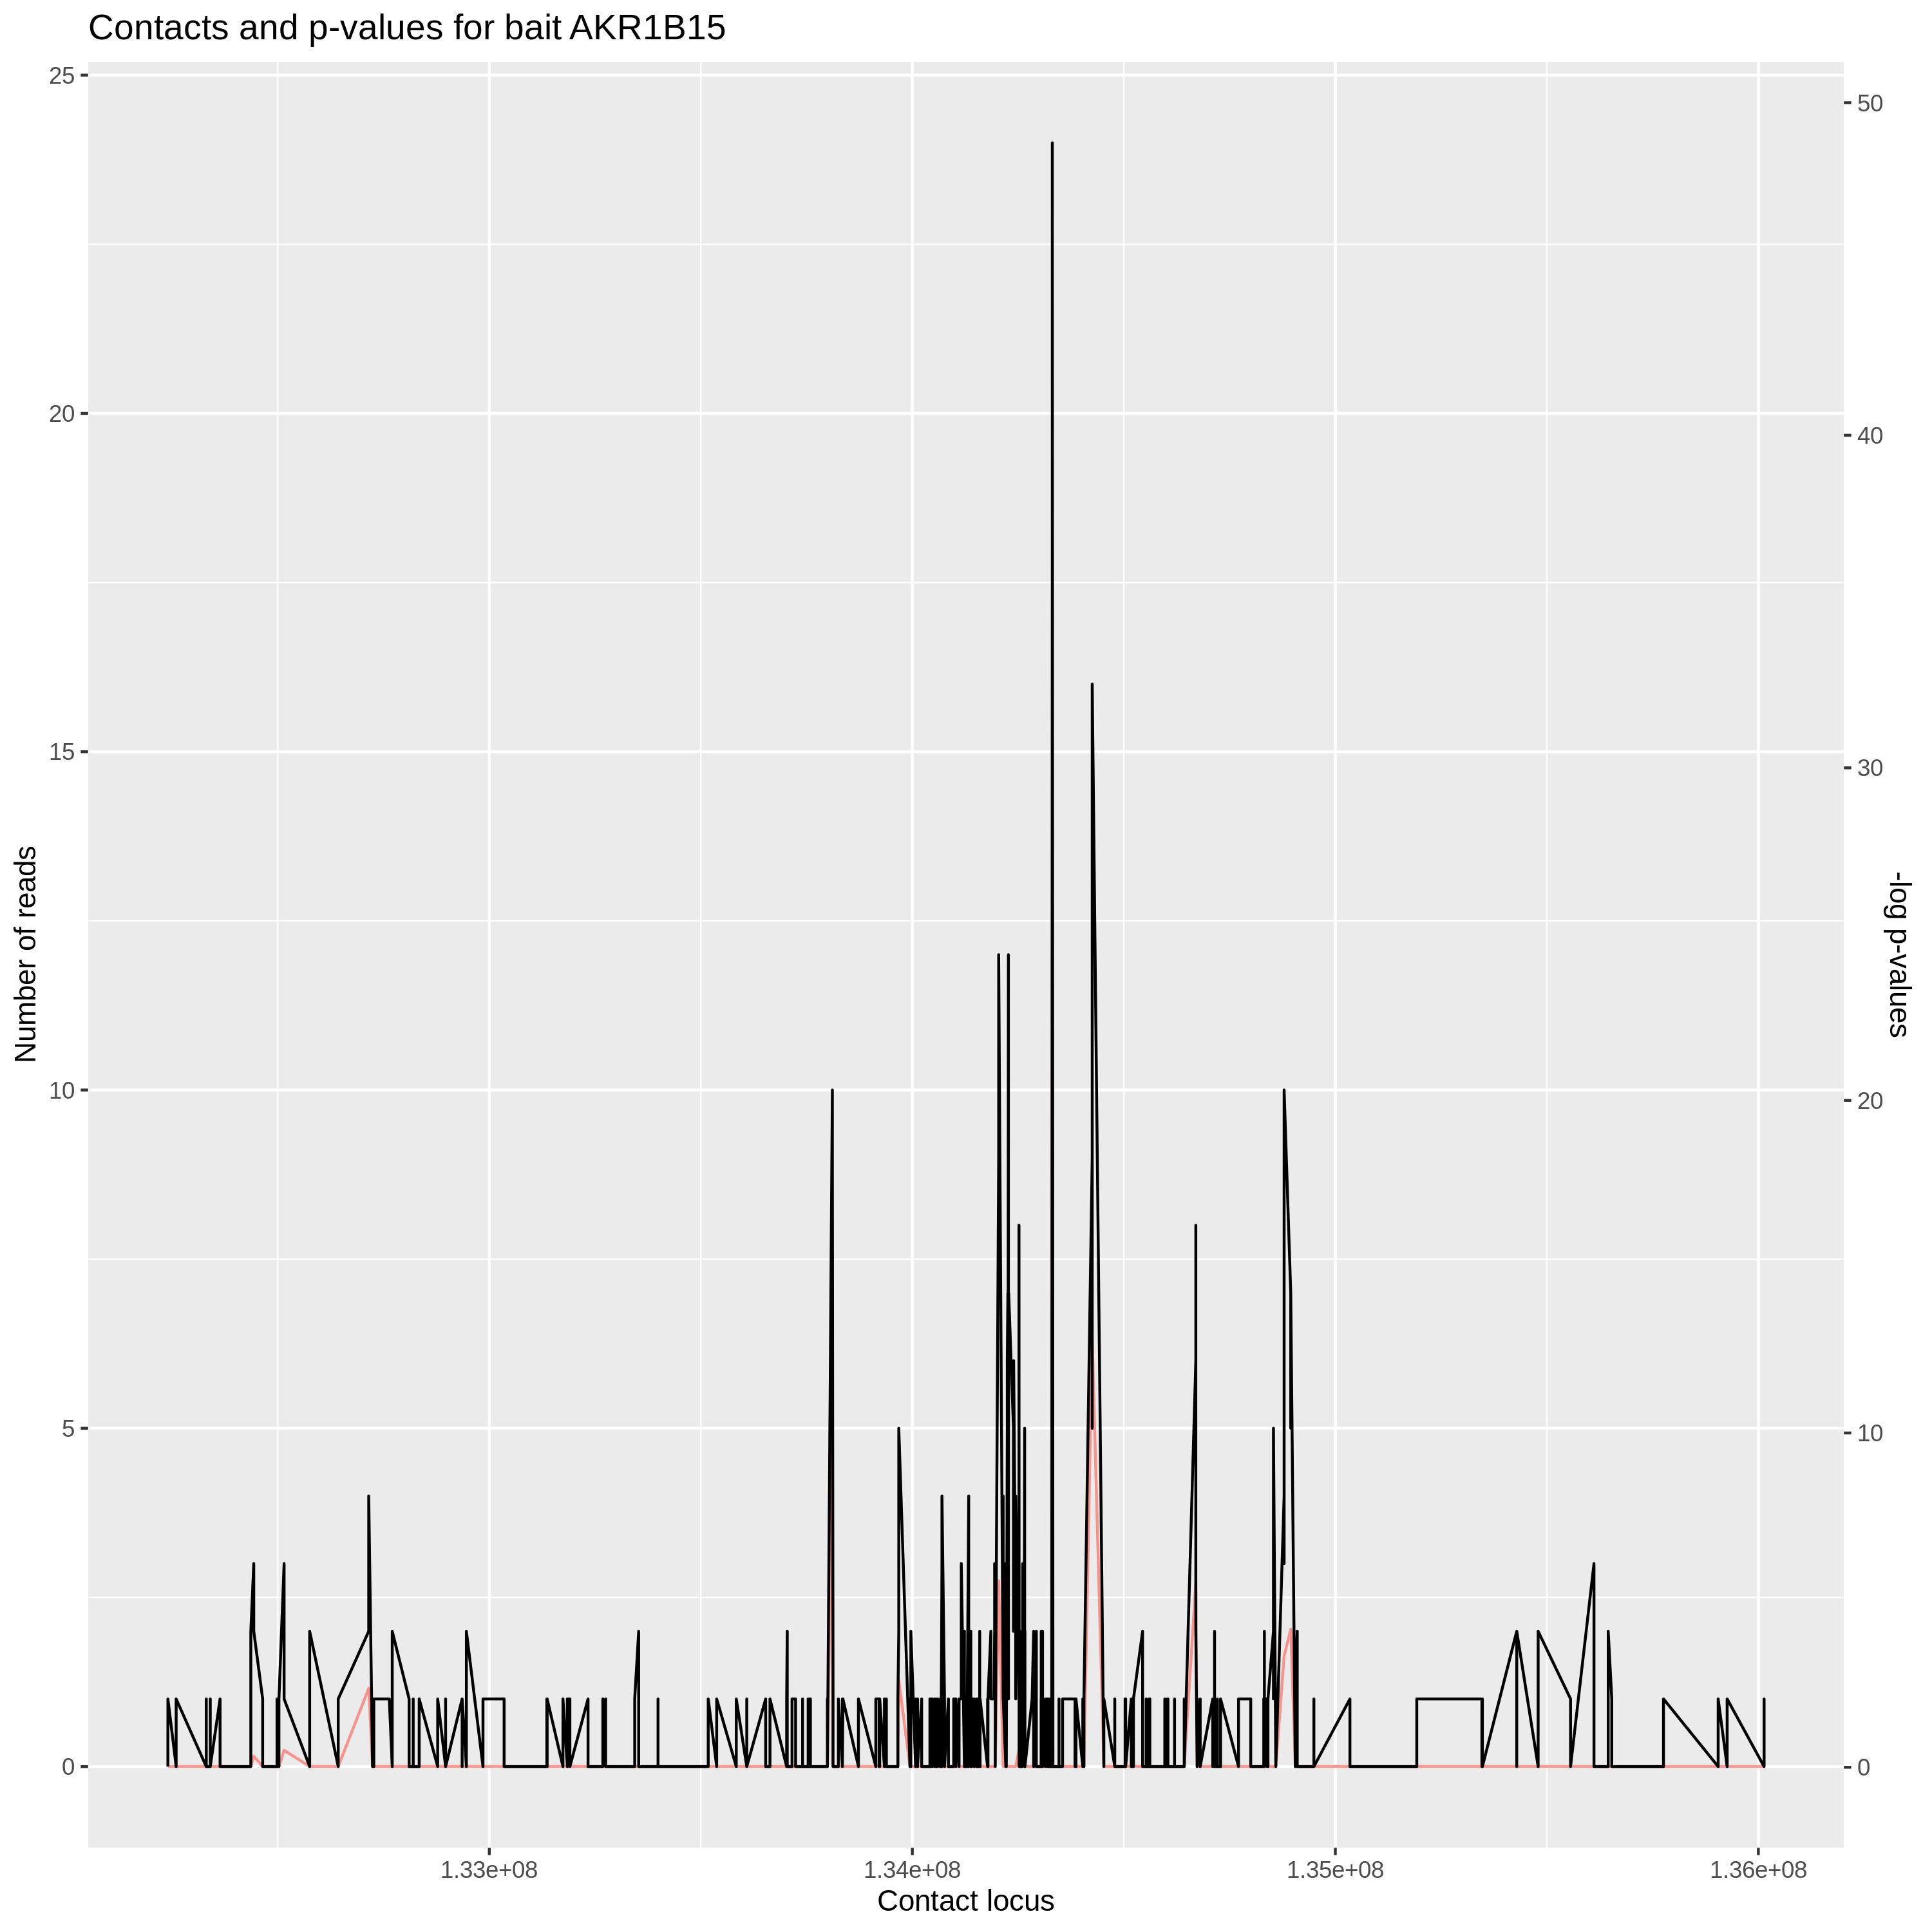 Contacts and p-values for bait AKR1B15
25
20
15
10
5
0
50
40
30
20
10
0
Number of reads
-log p-values
1.33e+08
1.34e+08
1.35e+08
1.36e+08
Contact locus